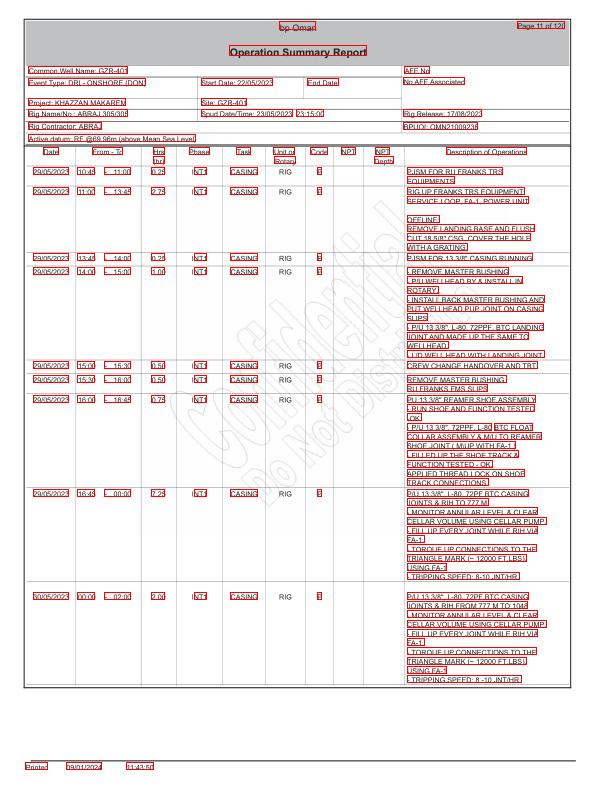 bp Oman
Page 11 of 120
Operation Summary Report
Common Well Name: GZR-401
AFE No
Event Type: DRL- ONSHORE (DON)
Start Date: 22/05/2023
End Date:
No AFE Associated
Project: KHAZZAN MAKAREM
Site: GZR-401
Rig Name/No.: ABRAJ 305/305
Spud Date/Time: 23/05/2023 23:15:00
Rig Release: 17/08/2023
Rig Contractor: ABRAJ
BPUOI: OMN21009236
Active datum: RF @69.96m (above Mean Sea Level)
Date
From - To
Hrs
(hr)
Phase
Task
Unit or
Rotary
Code
NPT
NPT
Depth
Description of Operations
29/05/2023 10:45 - 11:00 0.25 INT1 CASING RIG P
PJSM FOR R/U FRANKS TRS
EQUIPMENTS
29/05/2023 11:00 - 13:45 2.75 INT1 CASING RIG P
RIG UP FRANKS TRS EQUIPMENT,
SERVICE LOOP, FA-1, POWER UNIT
OFFLINE:
REMOVE LANDING BASE AND FLUSH
CUT 18 5/8" CSG. COVER THE HOLE
WITH A GRATING.
29/05/2023 13:45 - 14:00 0.25 INT1 CASING RIG P
PJSM FOR 13 3/8" CASING RUNNING
29/05/2023 14:00 - 15:00 1.00 INT1 CASING RIG P
- REMOVE MASTER BUSHING
- P/U WELLHEAD BY & INSTALL IN
ROTARY.
- INSTALL BACK MASTER BUSHING AND
PUT WELLHEAD PUP JOINT ON CASING
SLIPS
- P/U 13 3/8", L-80, 72PPF, BTC LANDING
JOINT AND MADE UP THE SAME TO
WELLHEAD.
- L/D WELL HEAD WITH LANDING JOINT.
29/05/2023 15:00 - 15:30 0.50 INT1 CASING RIG P
CREW CHANGE HANDOVER AND TBT
29/05/2023 15:30 - 16:00 0.50 INT1 CASING RIG P
REMOVE MASTER BUSHING,
R/U FRANKS FMS SLIPS
29/05/2023 16:00 - 16:45 0.75 INT1 CASING RIG P
PU 13 3/8" REAMER SHOE ASSEMBLY
- RUN SHOE AND FUNCTION TESTED
-OK.
- P/U 13 3/8", 72PPF, L-80 BTC FLOAT
COLLAR ASSEMBLY & M/U TO REAMER
SHOE JOINT ( M/UP WITH FA-1 )
- FILLED UP THE SHOE TRACK &
FUNCTION TESTED - OK
APPLIED THREAD LOCK ON SHOE
TRACK CONNECTIONS
29/05/2023 16:45 - 00:00 7.25 INT1 CASING RIG P
P/U 13 3/8", L-80, 72PF BTC CASING
JOINTS & RIH TO 777 M
- MONITOR ANNULAR LEVEL & CLEAR
CELLAR VOLUME USING CELLAR PUMP.
- FILL UP EVERY JOINT WHILE RIH VIA
FA-1.
- TORQUE UP CONNECTIONS TO THE
TRIANGLE MARK (~ 12000 FT.LBS).
USING FA-1
- TRIPPING SPEED: 8-10 JNT/HR
30/05/2023 00:00 - 02:00 2.00 INT1 CASING RIG P
P/U 13 3/8", L-80, 72PF BTC CASING
JOINTS & RIH FROM 777 M TO 1048
- MONITOR ANNULAR LEVEL & CLEAR
CELLAR VOLUME USING CELLAR PUMP.
- FILL UP EVERY JOINT WHILE RIH VIA
FA-1.
- TORQUE UP CONNECTIONS TO THE
TRIANGLE MARK (~ 12000 FT.LBS).
USING FA-1
- TRIPPING SPEED: 8 -10 JNT/HR.
Confidential
Do Not Distribute
Printed 09/01/2024 11:43:50